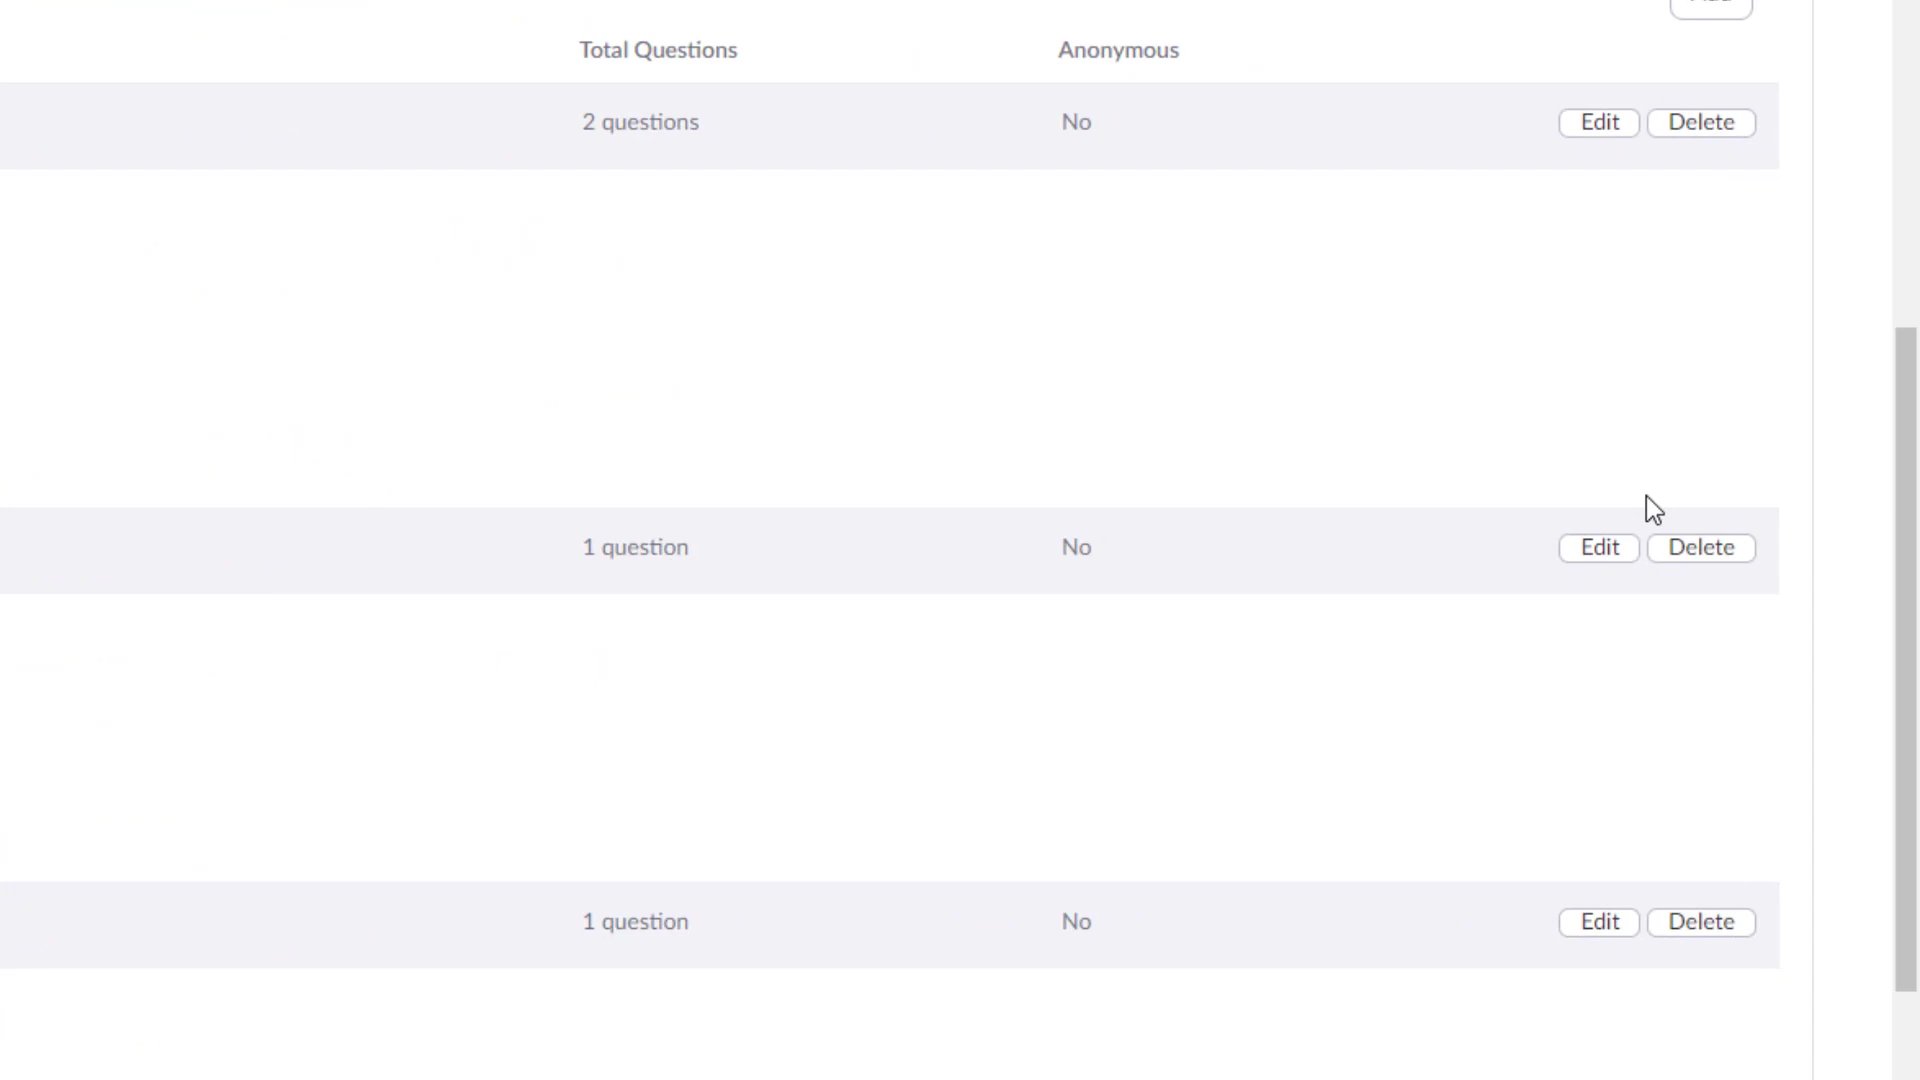 Total Questions Anonymous
2 questions No Edit Delete
1 question No Edit Delete
1 question No Edit Delete